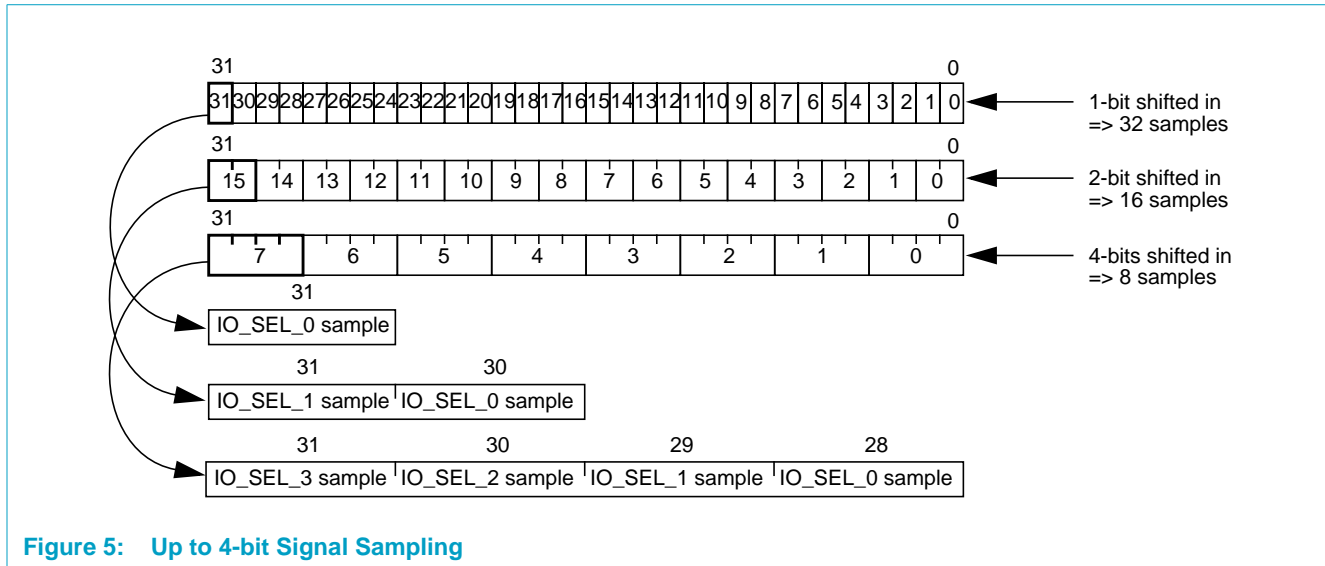 31 0
31 30 29 28 27 26 25 24 23 22 21 20 19 18 17 16 15 14 13 12 11 10 9 8 7 6 5 4 3 2 1 0
1-bit shifted in
=> 32 samples
31 0
15 14 13 12 11 10 9 8 7 6 5 4 3 2 1 0
2-bit shifted in
=> 16 samples
31 0
7 6 5 4 3 2 1 0
4-bits shifted in
=> 8 samples
31
IO_SEL_0 sample
31 30
IO_SEL_1 sample IO_SEL_0 sample
31 30 29 28
IO_SEL_3 sample IO_SEL_2 sample IO_SEL_1 sample IO_SEL_0 sample
Figure 5: Up to 4-bit Signal Sampling